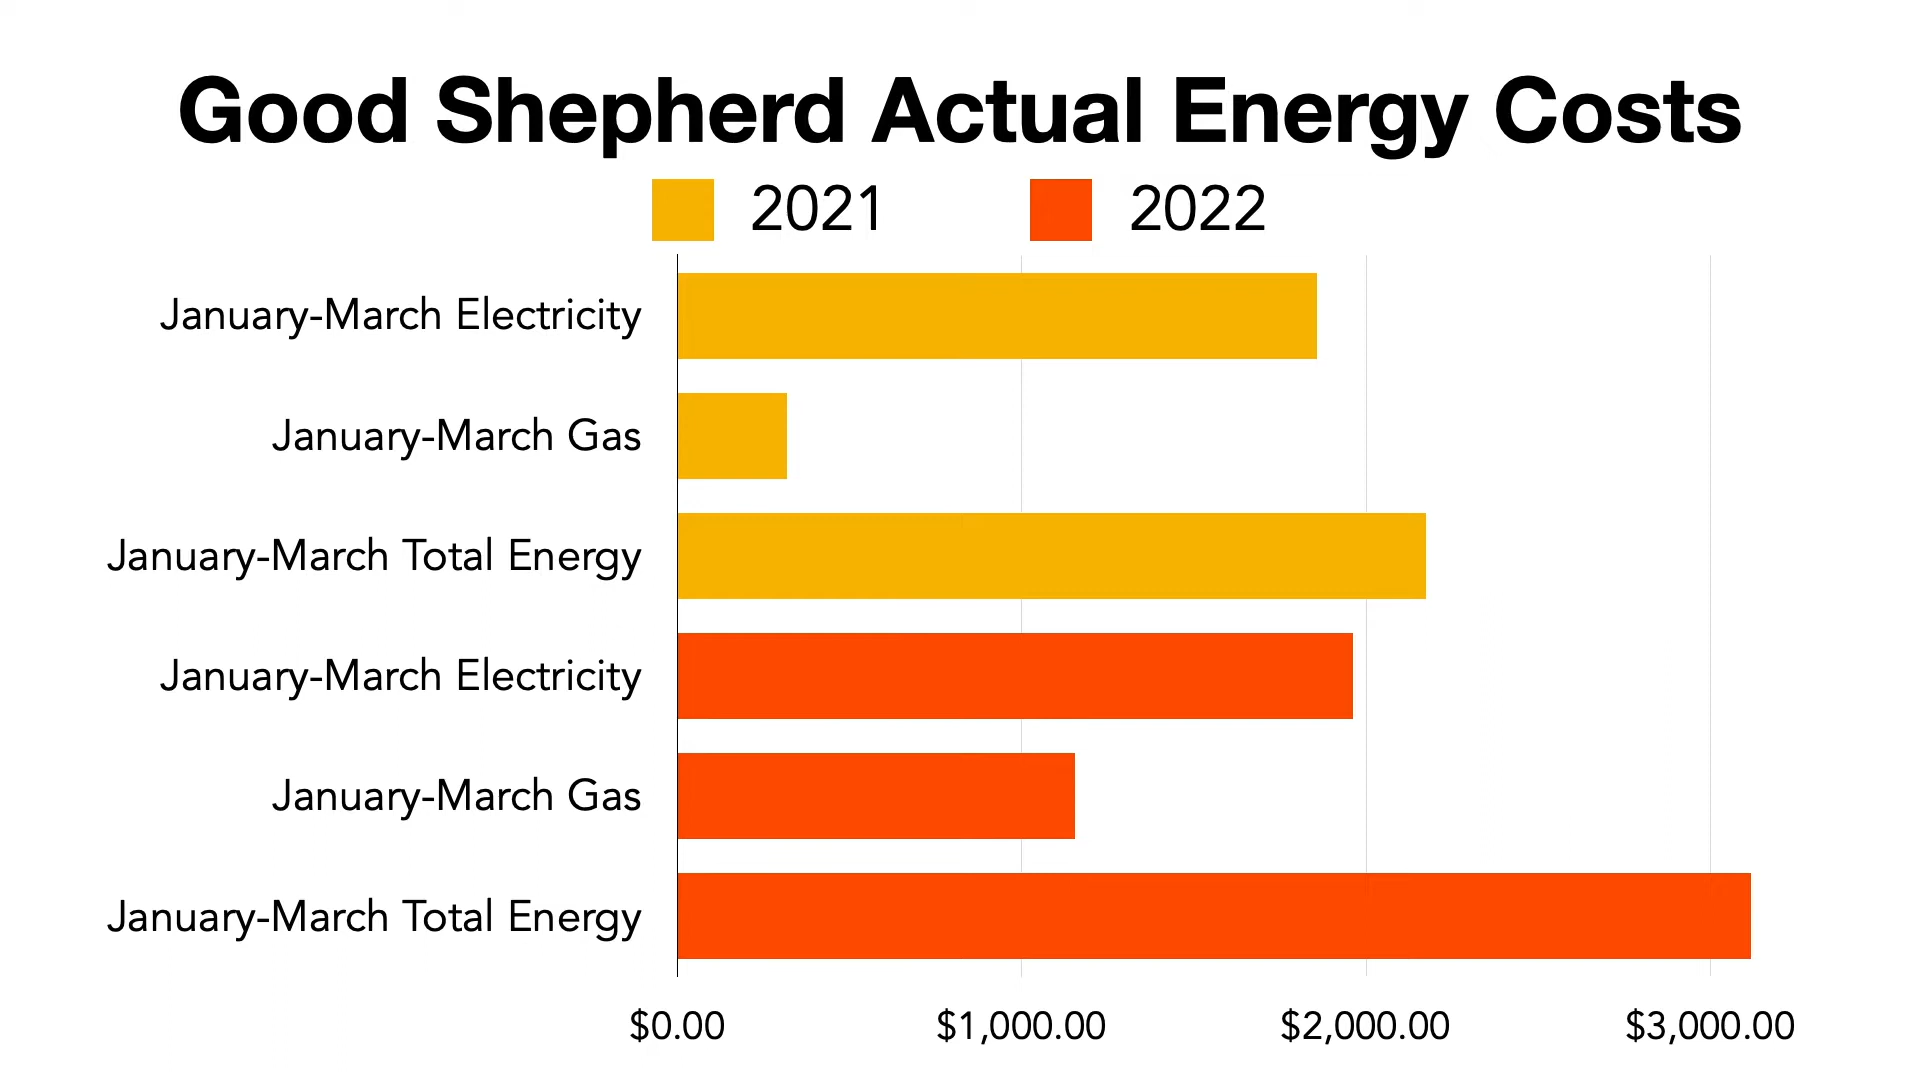 Good Shepherd Actual Energy Costs
2021 2022
January-March Electricity
January-March Gas
January-March Total Energy
January-March Electricity
January-March Gas
January-March Total Energy
$0.00 $1,000.00 $2,000.00 $3,000.00